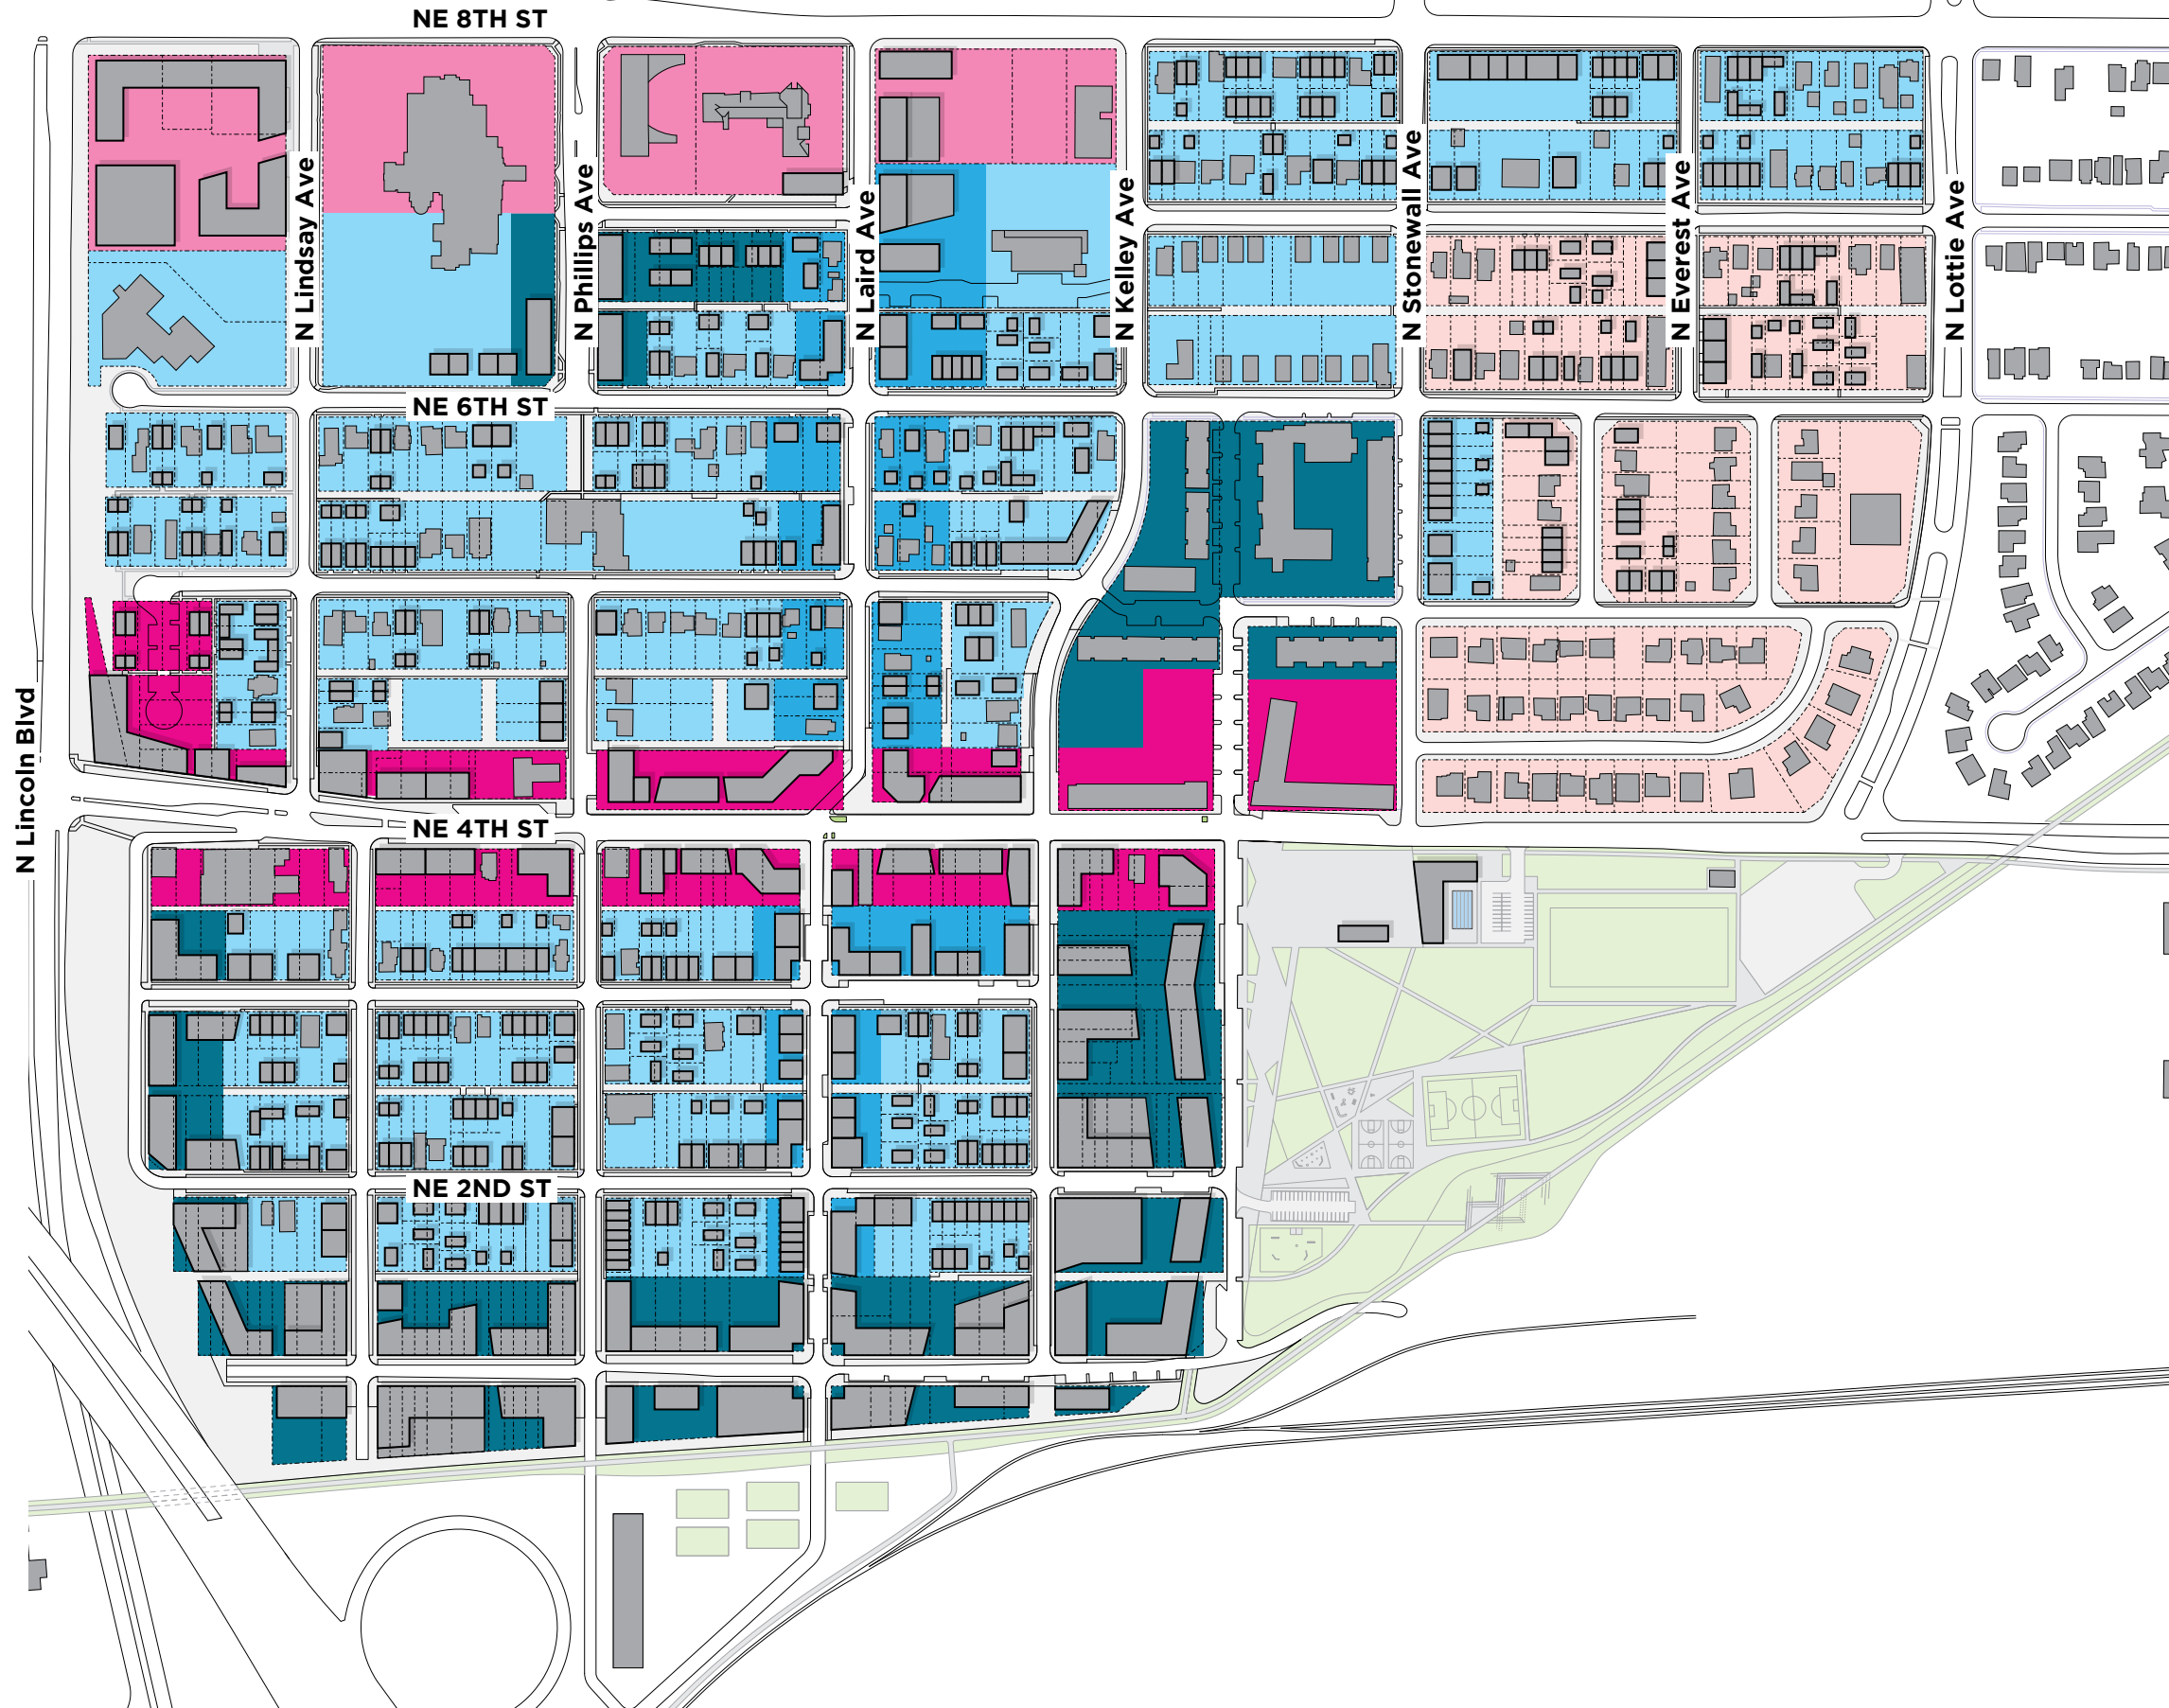 NE 8TH ST
N Lindsay Ave
N Phillips Ave
N Laird Ave
N Kelley Ave
N Stonewall Ave
N Everest Ave
N Lottie Ave
NE 6TH ST
N Lincoln Blvd
NE 4TH ST
NE 2ND ST